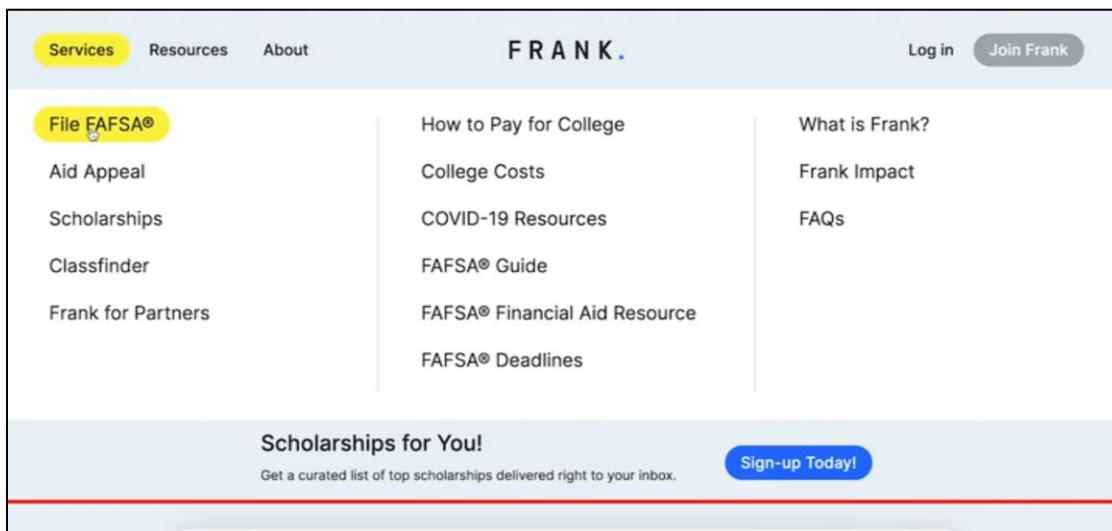 Services Resources About FRANK. Log in Join Frank
File FAFSA®
Aid Appeal
Scholarships
Classfinder
Frank for Partners
How to Pay for College
College Costs
COVID-19 Resources
FAFSA® Guide
FAFSA® Financial Aid Resource
FAFSA® Deadlines
What is Frank?
Frank Impact
FAQs
Scholarships for You!
Get a curated list of top scholarships delivered right to your inbox.
Sign-up Today!